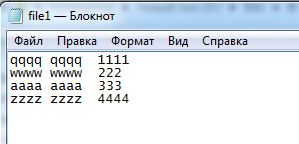 file1 — Блокнот
Файл Правка Формат Вид Справка
qqqq qqqq 1111
wwww wwww 222
aaaa aaaa 333
zzzz zzzz 4444